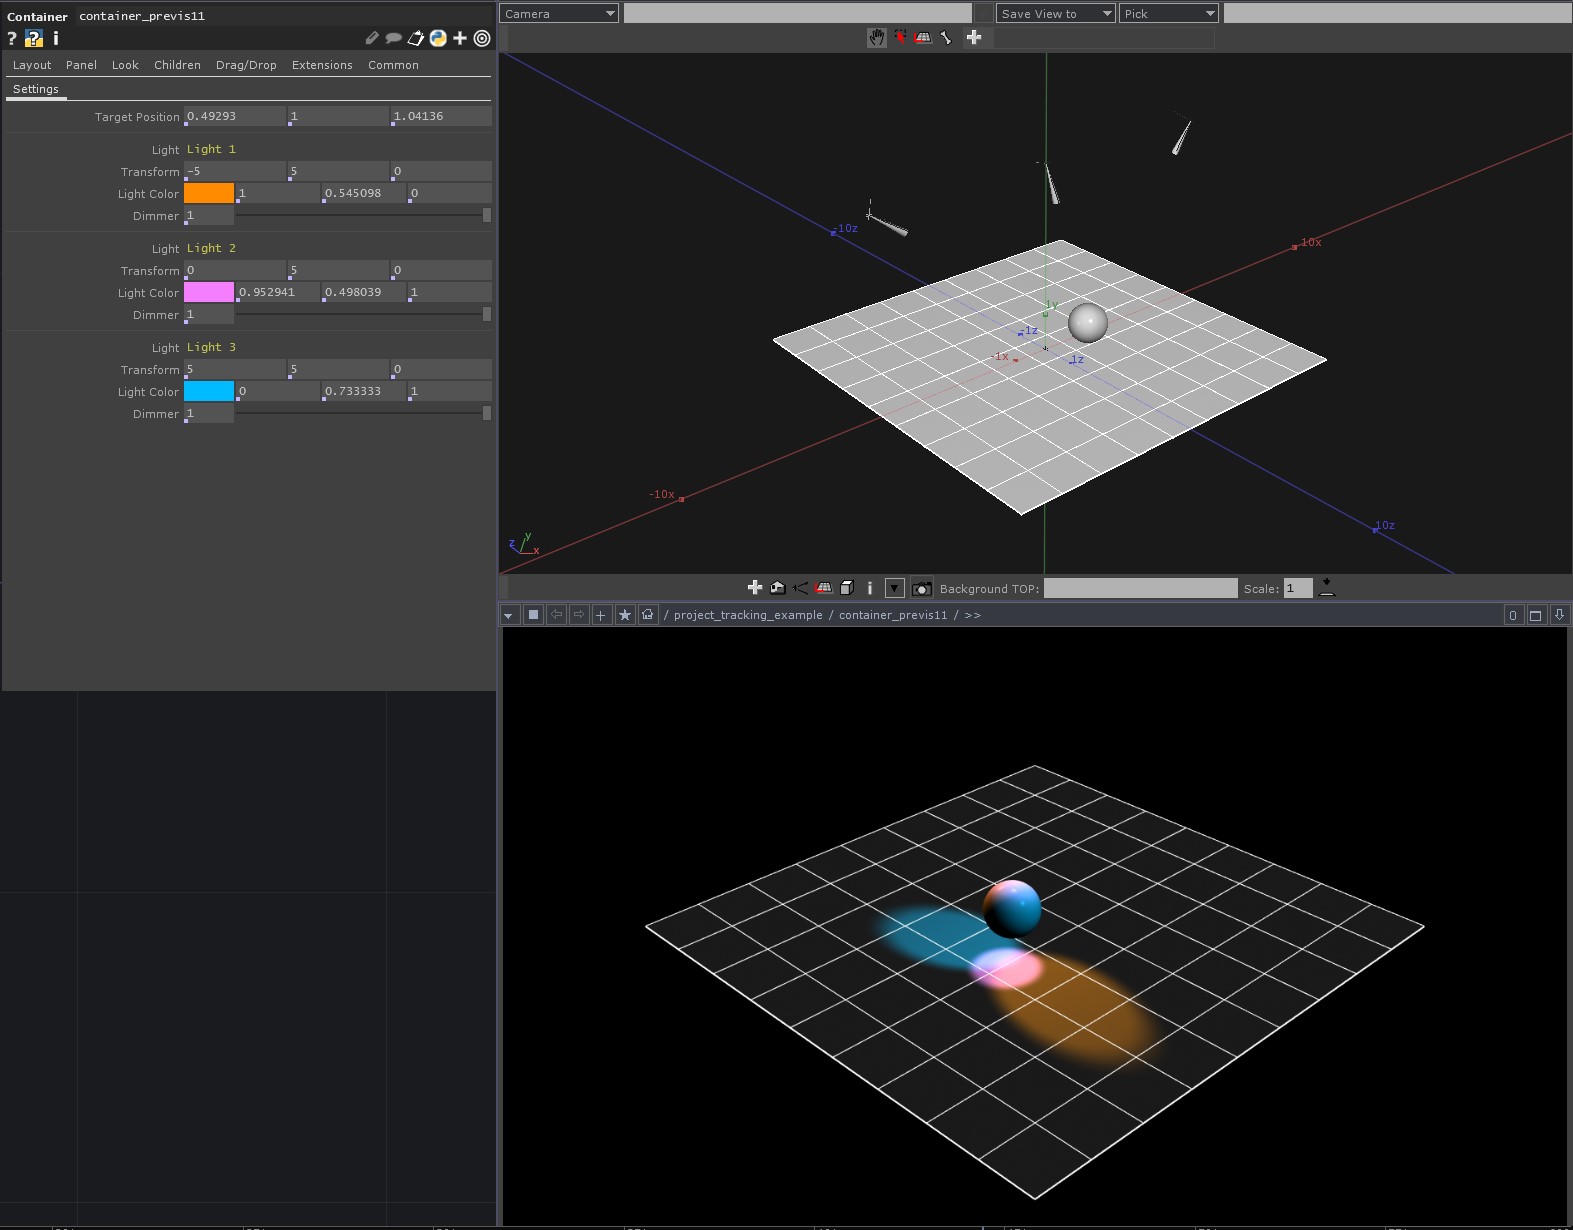 Container container_previs11
? ? i
Layout Panel Look Children Drag/Drop Extensions Common
Settings
Target Position 0.49293 1 1.04136
Light Light 1
Transform -5 5 0
Light Color 1 0.545098 0
Dimmer 1
Light Light 2
Transform 0 5 0
Light Color 0.952941 0.498039 1
Dimmer 1
Light Light 3
Transform 5 5 0
Light Color 0 0.733333 1
Dimmer 1
Camera Save View to Pick
-10z
10x
1y
-1z
-1x 1z
-10x
10z
z y x
i Background TOP: Scale: 1
/ project_tracking_example / container_previs11 / >> 0